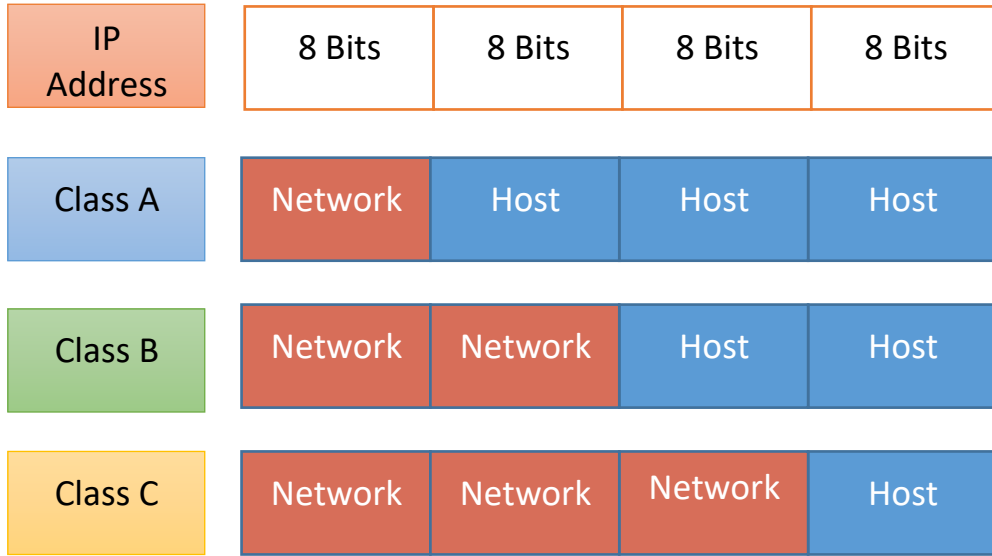 IP
Address
8 Bits 8 Bits 8 Bits 8 Bits
Class A Network Host Host Host
Class B Network Network Host Host
Class C Network Network Network Host